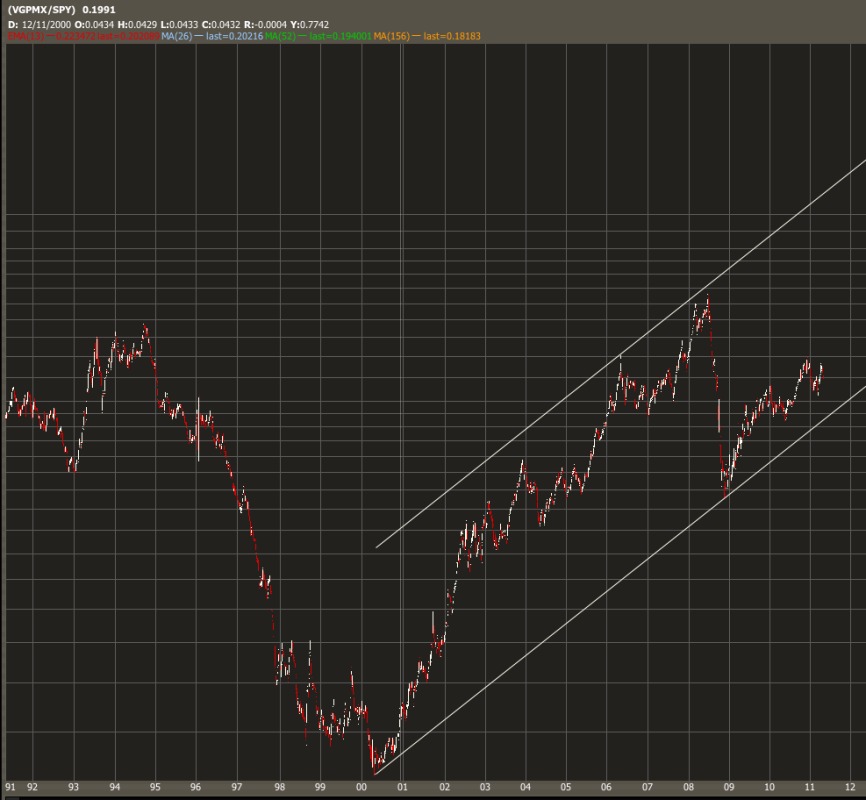 (VGPMX/SPY) 0.1991
D: 12/11/2000 O:0.0434 H:0.0429 L:0.0433 C:0.0432 R:-0.0004 Y:0.7742
MA(26) — last=0.20216 MA(52) — last=0.194001 MA(156) — last=0.18183
91 92 93 94 95 96 97 98 99 00 01 02 03 04 05 06 07 08 09 10 11 12